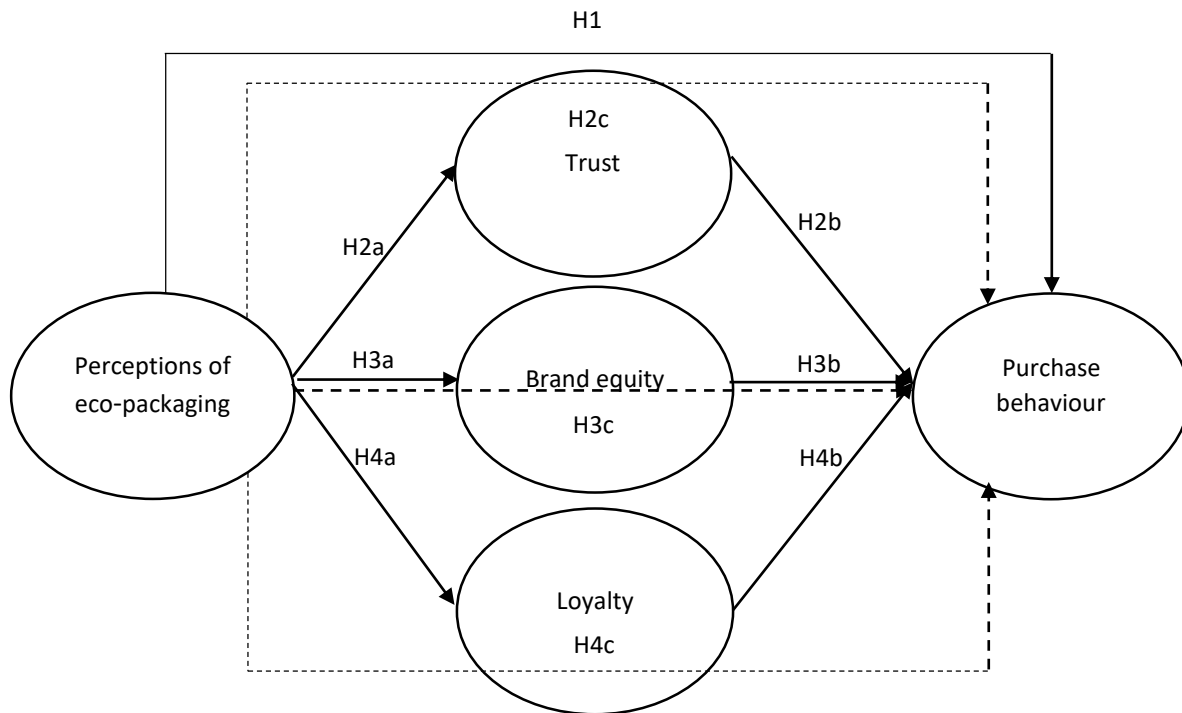 H1
H2c
Trust
H2a
H2b
Perceptions of
eco-packaging
H3a
Brand equity
H3c
H3b
Purchase
behaviour
H4a
H4b
Loyalty
H4c